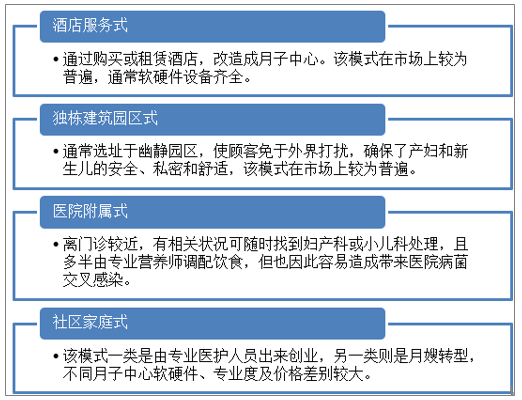 酒店服务式
•通过购买或租赁酒店，改造成月子中心。该模式在市场上较为
普遍，通常软硬件设备齐全。
独栋建筑园区式
•通常选址于幽静园区，使顾客免于外界打扰，确保了产妇和新
生儿的安全、私密和舒适，该模式在市场上较为普遍。
医院附属式
•离门诊较近，有相关状况可随时找到妇产科或小儿科处理，且
多半由专业营养师调配饮食，但也因此容易造成带来医院病菌
交叉感染。
社区家庭式
•该模式一类是由专业医护人员出来创业，另一类则是月嫂转型，
不同月子中心软硬件、专业度及价格差别较大。